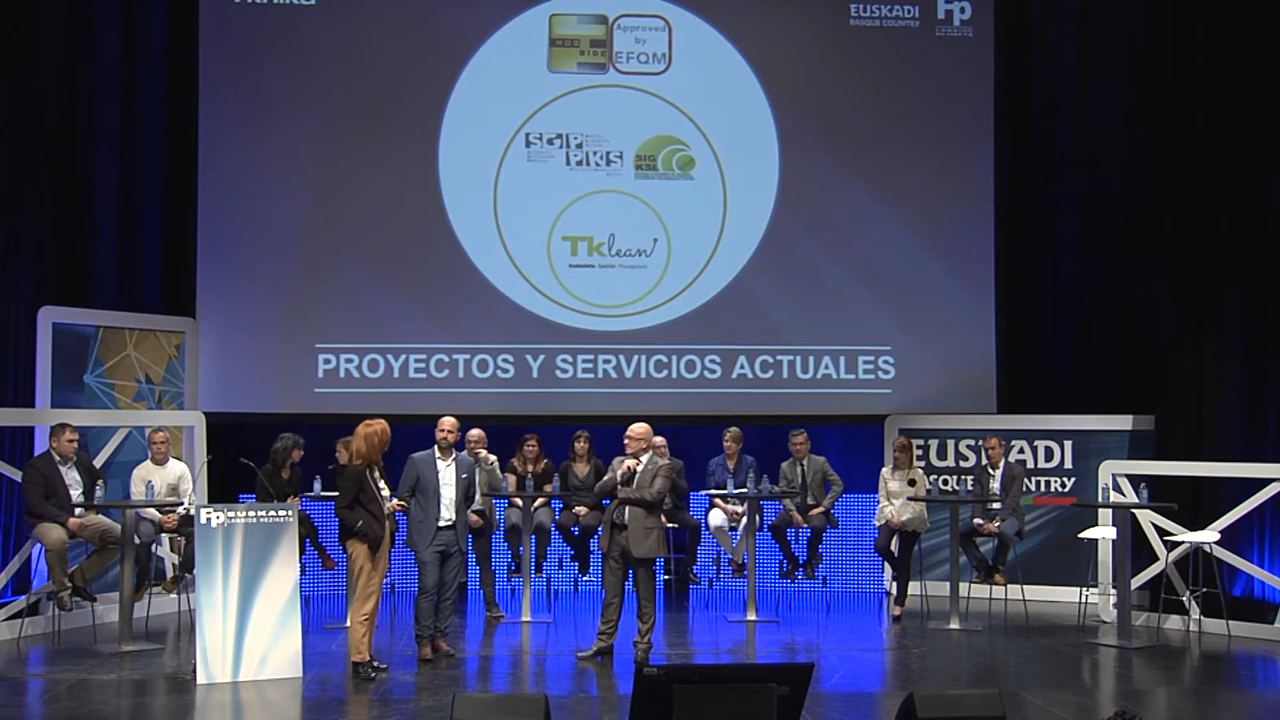 EUSKADI
BASQUE COUNTRY
Fp
Approved
by
EFQM
SGP
PKS
SIG
KSI
TKlean
PROYECTOS Y SERVICIOS ACTUALES
Fp EUSKADI
LANBIDE HEZIKETA
EUSKADI
BASQUE COUNTRY